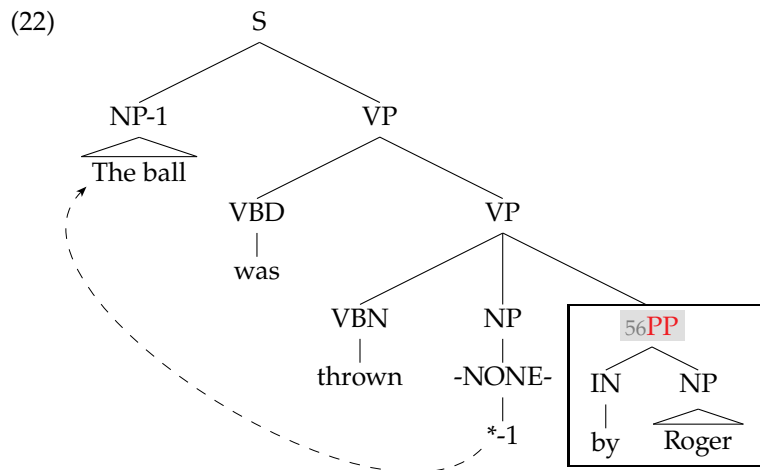 (22) S
NP-1 VP
The ball
VBD VP
was
VBN NP 56PP
thrown -NONE- IN NP
*-1 by Roger